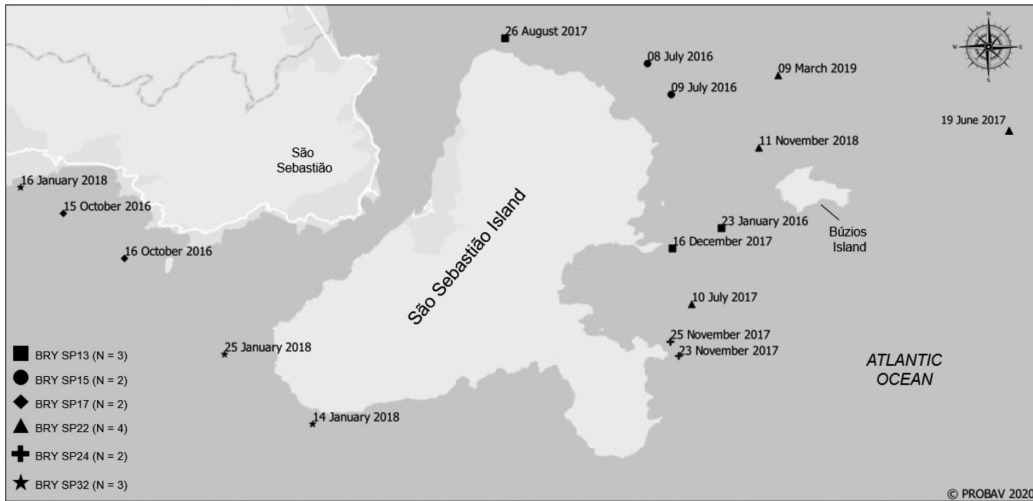 26 August 2017
N
W
E
S
08 July 2016
09 March 2019
09 July 2016
19 June 2017
11 November 2018
São
Sebastião
16 January 2018
15 October 2016
23 January 2016
16 October 2016
16 December 2017
Búzios
Island
São Sebastião Island
10 July 2017
25 November 2017
23 November 2017
25 January 2018
14 January 2018
ATLANTIC
OCEAN
BRY SP13 (N = 3)
BRY SP15 (N = 2)
BRY SP17 (N = 2)
BRY SP22 (N = 4)
BRY SP24 (N = 2)
BRY SP32 (N = 3)
© PROBAV 2020